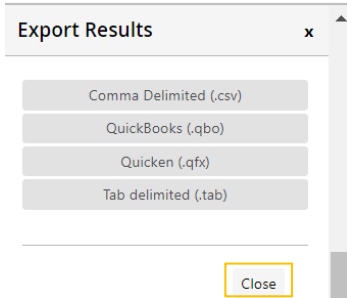 Export Results x
Comma Delimited (.csv)
QuickBooks (.qbo)
Quicken (.qfx)
Tab delimited (.tab)
Close